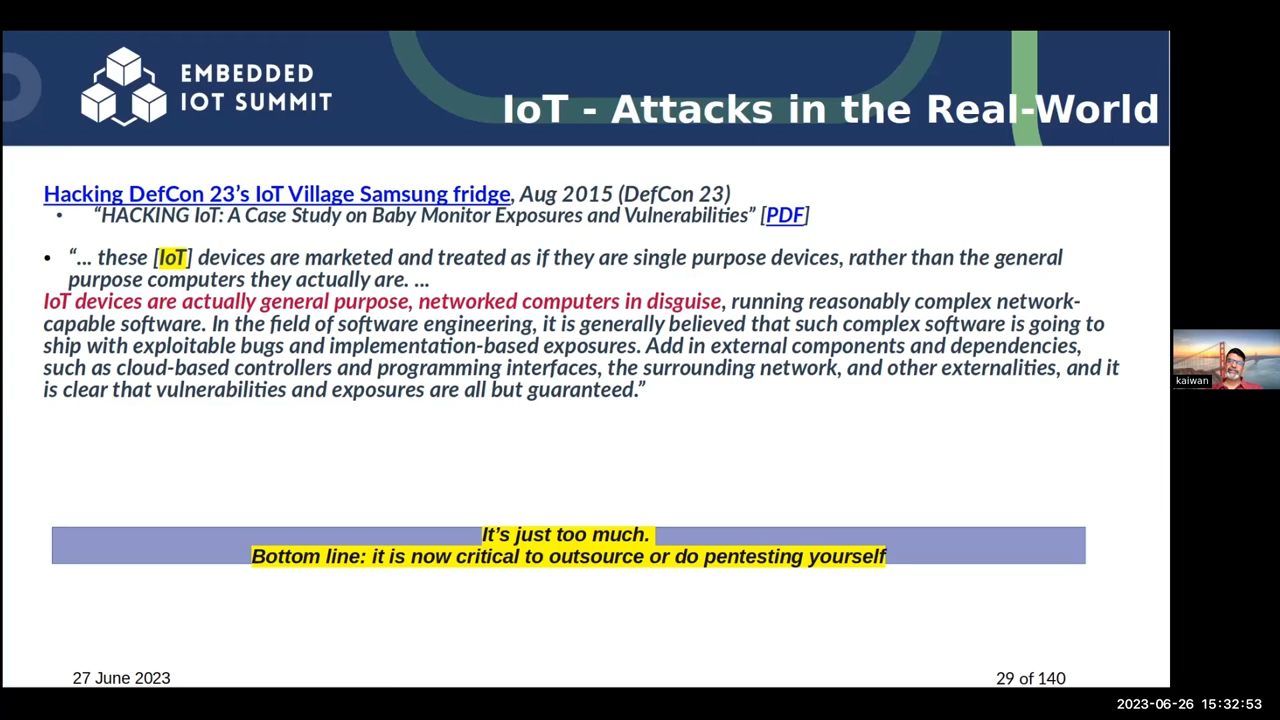 EMBEDDED
IOT SUMMIT
IoT - Attacks in the Real-World
Hacking DefCon 23’s IoT Village Samsung fridge, Aug 2015 (DefCon 23)
• “HACKING IoT: A Case Study on Baby Monitor Exposures and Vulnerabilities” [PDF]
• “... these [IoT] devices are marketed and treated as if they are single purpose devices, rather than the general
purpose computers they actually are. ...
IoT devices are actually general purpose, networked computers in disguise, running reasonably complex network-
capable software. In the field of software engineering, it is generally believed that such complex software is going to
ship with exploitable bugs and implementation-based exposures. Add in external components and dependencies,
such as cloud-based controllers and programming interfaces, the surrounding network, and other externalities, and it
is clear that vulnerabilities and exposures are all but guaranteed.”
kaiwan
It’s just too much.
Bottom line: it is now critical to outsource or do pentesting yourself
27 June 2023
29 of 140
2023-06-26 15:32:53